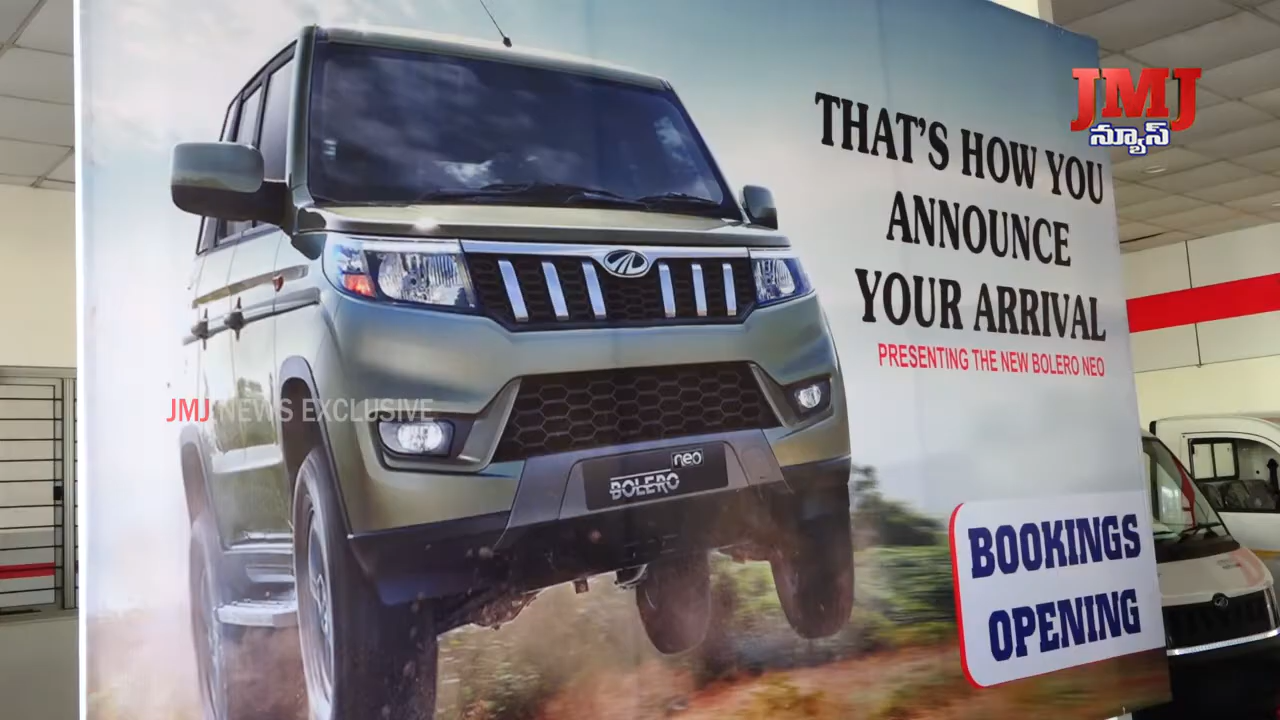 JMJ
న్యూస్
THAT'S HOW YOU
ANNOUNCE
YOUR ARRIVAL
PRESENTING THE NEW BOLERO NEO
JMJ NEWS EXCLUSIVE
neo
BOLERO
BOOKINGS
OPENING